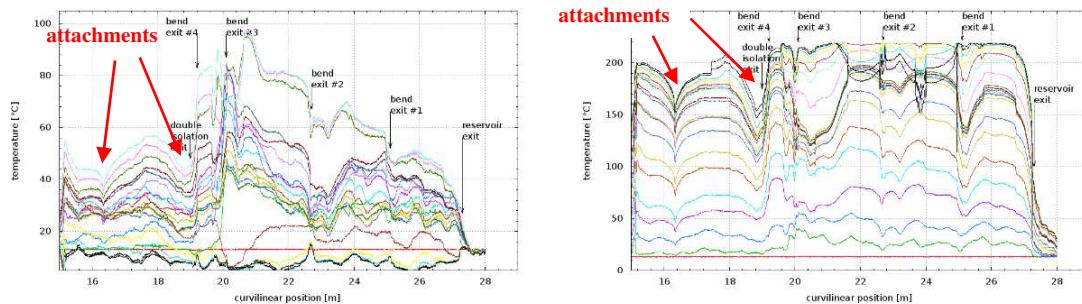 attachments
bend
exit #4
bend
exit #3
bend
exit #2
bend
exit #1
reservoir
exit
double
isolation
exit
temperature [°C]
100
80
60
40
20
16
18
20
22
24
26
28
curvilinear position [m]
attachments
bend
exit #4
bend
exit #3
bend
exit #2
bend
exit #1
double
isolation
exit
reservoir
exit
temperature [°C]
200
150
100
50
0
16
18
20
22
24
26
28
curvilinear position [m]